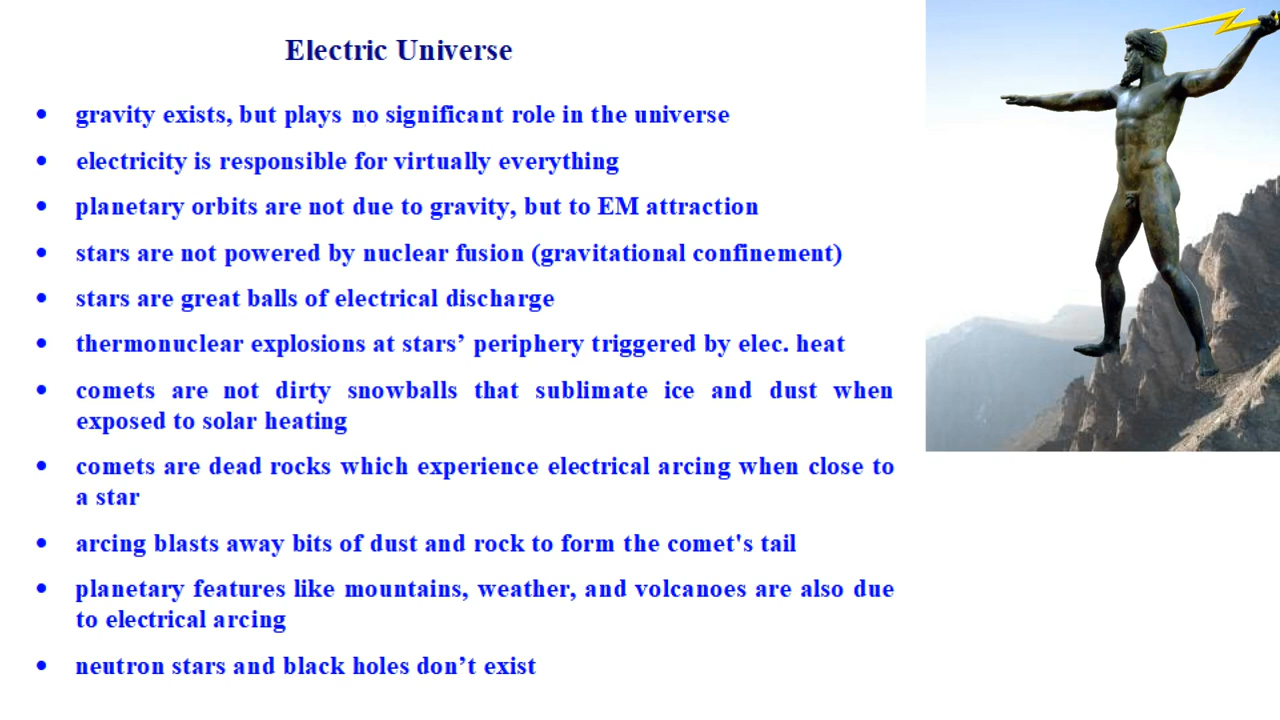 Electric Universe
• gravity exists, but plays no significant role in the universe
• electricity is responsible for virtually everything
• planetary orbits are not due to gravity, but to EM attraction
• stars are not powered by nuclear fusion (gravitational confinement)
• stars are great balls of electrical discharge
• thermonuclear explosions at stars’ periphery triggered by elec. heat
• comets are not dirty snowballs that sublimate ice and dust when
exposed to solar heating
• comets are dead rocks which experience electrical arcing when close to
a star
• arcing blasts away bits of dust and rock to form the comet's tail
• planetary features like mountains, weather, and volcanoes are also due
to electrical arcing
• neutron stars and black holes don’t exist